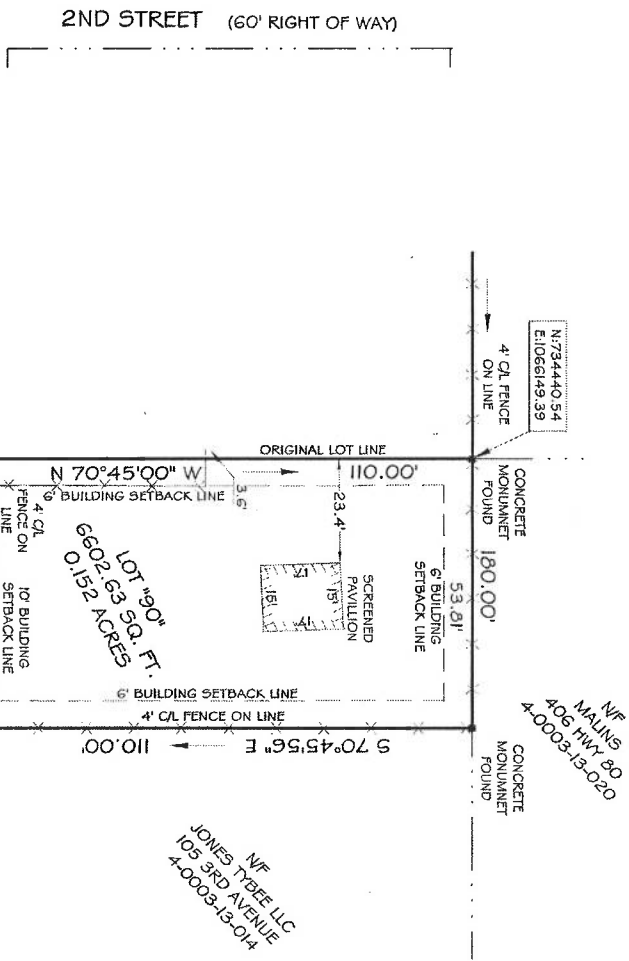 2ND STREET (60' RIGHT OF WAY)
N:734440.54
E:1066149.39
4' C/L FENCE
ON LINE
ORIGINAL LOT LINE
N 70°45'00" W
110.00'
CONCRETE
MONUMNET
FOUND
6' BUILDING SETBACK LINE
3.6'
23.4'
4' C/L
FENCE ON
LINE
LOT "90"
6602.63 SQ. FT.
0.152 ACRES
10' BUILDING
SETBACK LINE
17'
15'
15'
17'
SCREENED
PAVILLION
6' BUILDING
SETBACK LINE
53.81'
180.00'
6' BUILDING SETBACK LINE
4' C/L FENCE ON LINE
S 70°45'56" E
110.00'
CONCRETE
MONUMNET
FOUND
N/F
MALINS
406 HWY 80
4-0003-13-020
N/F
JONES TYBEE LLC
105 3RD AVENUE
4-0003-13-014